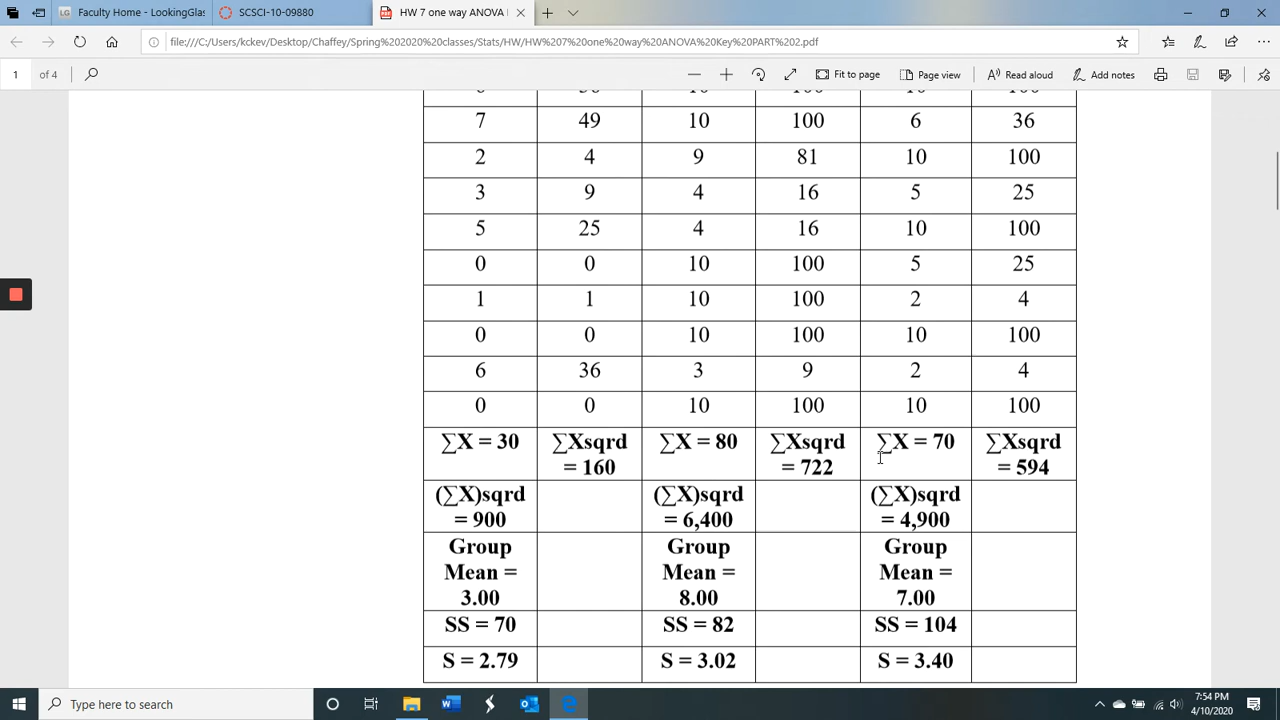 Faculty Home - LookingGlas
SCSCI-10-09880
HW 7 one way ANOVA
file:///C:/Users/kckev/Desktop/Chaffey/Spring%202020%20classes/Stats/HW/HW%207%20one%20way%20ANOVA%20Key%20PART%202.pdf
1 of 4
Fit to page
Page view
Read aloud
Add notes
7 49 10 100 6 36
2 4 9 81 10 100
3 9 4 16 5 25
5 25 4 16 10 100
0 0 10 100 5 25
1 1 10 100 2 4
0 0 10 100 10 100
6 36 3 9 2 4
0 0 10 100 10 100
∑X = 30 ∑Xsqrd ∑X = 80 ∑Xsqrd ∑X = 70 ∑Xsqrd
= 160 = 722 = 594
(∑X)sqrd (∑X)sqrd (∑X)sqrd
= 900 = 6,400 = 4,900
Group Group Group
Mean = Mean = Mean =
3.00 8.00 7.00
SS = 70 SS = 82 SS = 104
S = 2.79 S = 3.02 S = 3.40
Type here to search
7:54 PM
4/10/2020